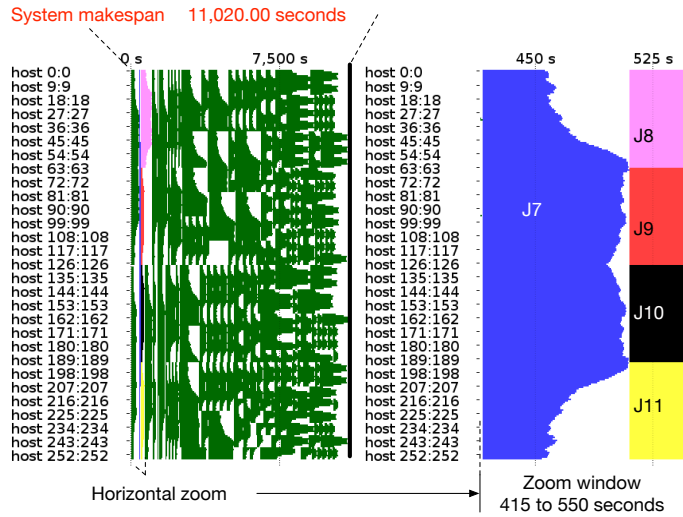 System makespan 11,020.00 seconds
0 s 7,500 s
host 0:0
host 9:9
host 18:18
host 27:27
host 36:36
host 45:45
host 54:54
host 63:63
host 72:72
host 81:81
host 90:90
host 99:99
host 108:108
host 117:117
host 126:126
host 135:135
host 144:144
host 153:153
host 162:162
host 171:171
host 180:180
host 189:189
host 198:198
host 207:207
host 216:216
host 225:225
host 234:234
host 243:243
host 252:252
450 s 525 s
host 0:0
host 9:9
host 18:18
host 27:27
host 36:36
host 45:45
host 54:54
host 63:63
host 72:72
host 81:81
host 90:90
host 99:99
host 108:108
host 117:117
host 126:126
host 135:135
host 144:144
host 153:153
host 162:162
host 171:171
host 180:180
host 189:189
host 198:198
host 207:207
host 216:216
host 225:225
host 234:234
host 243:243
host 252:252
J7
J8
J9
J10
J11
Horizontal zoom
Zoom window
415 to 550 seconds